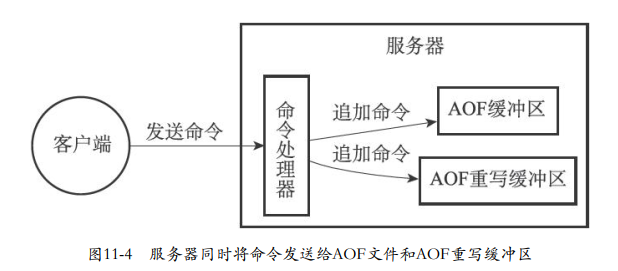 服务器
客户端
发送命令
命令处理器
追加命令
AOF缓冲区
追加命令
AOF重写缓冲区
图11-4 服务器同时将命令发送给AOF文件和AOF重写缓冲区